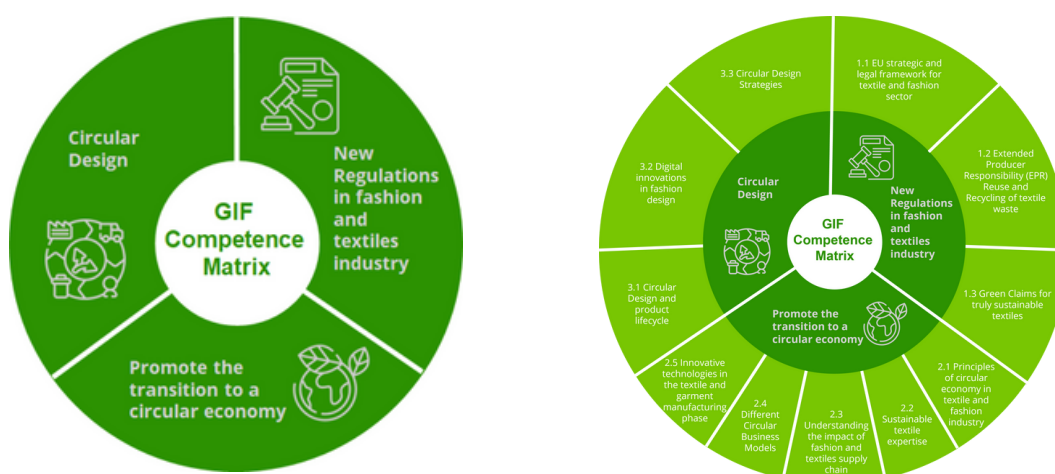 Circular
Design
New
Regulations
in fashion
and
textiles
industry
GIF
Competence
Matrix
Promote the
transition to a
circular economy
3.3 Circular Design
Strategies
1.1 EU strategic and
legal framework for
textile and fashion
sector
3.2 Digital
innovations
in fashion
design
1.2 Extended
Producer
Responsibility (EPR)
Reuse and
Recycling of textile
waste
Circular
Design
New
Regulations
in fashion
and
textiles
industry
GIF
Competence
Matrix
3.1 Circular
Design and
product
lifecycle
1.3 Green Claims for
truly sustainable
textiles
Promote the
transition to a
circular economy
2.5 Innovative
technologies in
the textile and
garment
manufacturing
phase
2.4
Different
Circular
Business
Models
2.3
Understanding
the impact of
fashion and
textiles supply
chain
2.2
Sustainable
textile
expertise
2.1 Principles
of circular
economy in
textile and
fashion
industry